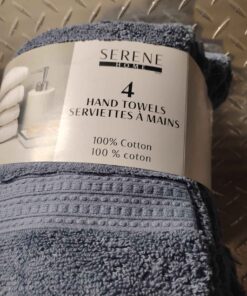 SERENE
HOME
4
HAND TOWELS
SERVIETTES À MAINS
100% Cotton
100 % coton